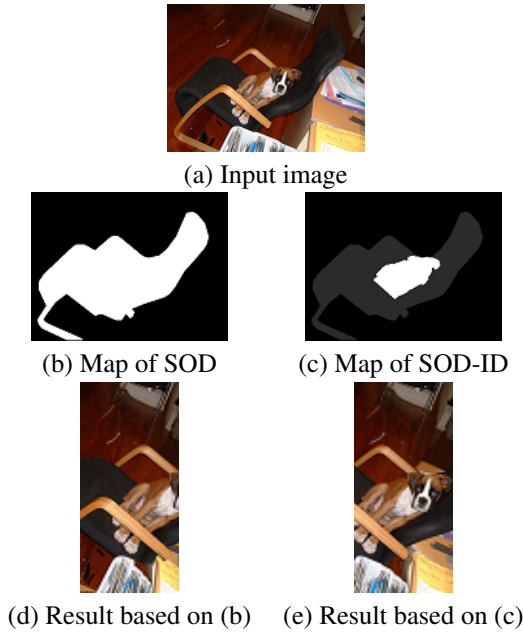 (a) Input image
(b) Map of SOD
(c) Map of SOD-ID
(d) Result based on (b)
(e) Result based on (c)